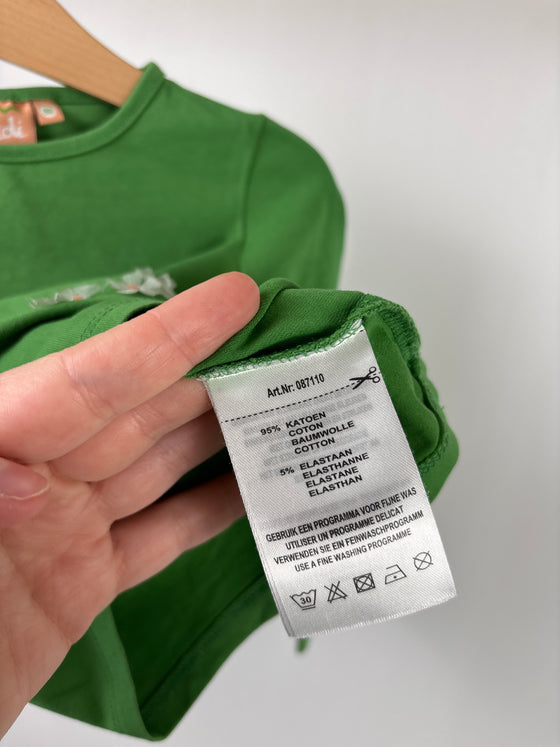 Art.Nr: 087110
95% KATOEN
COTON
BAUMWOLLE
COTTON
5% ELASTAAN
ELASTHANNE
ELASTANE
ELASTHAN
GEBRUIK EEN PROGRAMMA VOOR FIJNE WAS
UTILISER UN PROGRAMME DELICAT
VERWENDEN SIE EIN FEINWASCHPROGRAMM
USE A FINE WASHING PROGRAMME
30